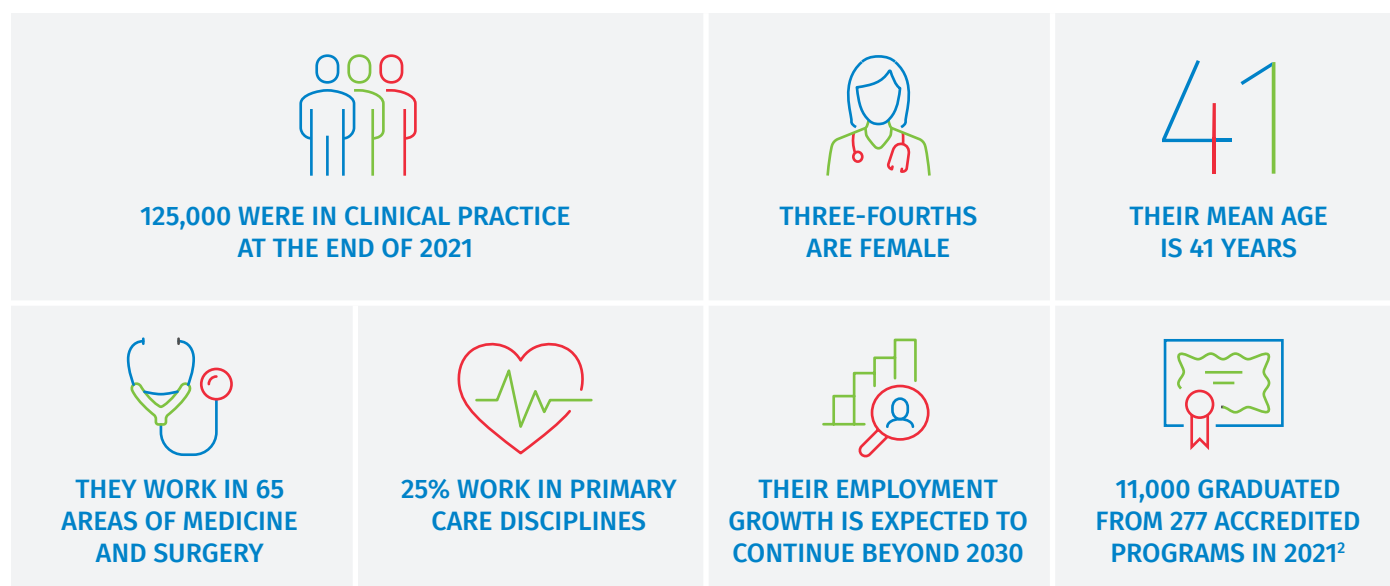 125,000 WERE IN CLINICAL PRACTICE
AT THE END OF 2021
THREE-FOURTHS
ARE FEMALE
41
THEIR MEAN AGE
IS 41 YEARS
THEY WORK IN 65
AREAS OF MEDICINE
AND SURGERY
25% WORK IN PRIMARY
CARE DISCIPLINES
THEIR EMPLOYMENT
GROWTH IS EXPECTED TO
CONTINUE BEYOND 2030
11,000 GRADUATED
FROM 277 ACCREDITED
PROGRAMS IN 2021²